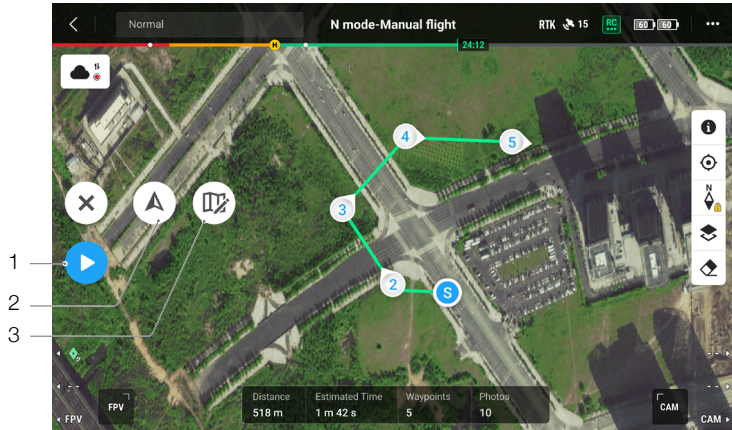 Normal
N mode-Manual flight
RTK
15
RC
60
60
H
24:12
4
5
3
2
S
N
1
2
3
- -
- -
- -
FPV
FPV
Distance
518 m
Estimated Time
1 m 42 s
Waypoints
5
Photos
10
CAM
CAM